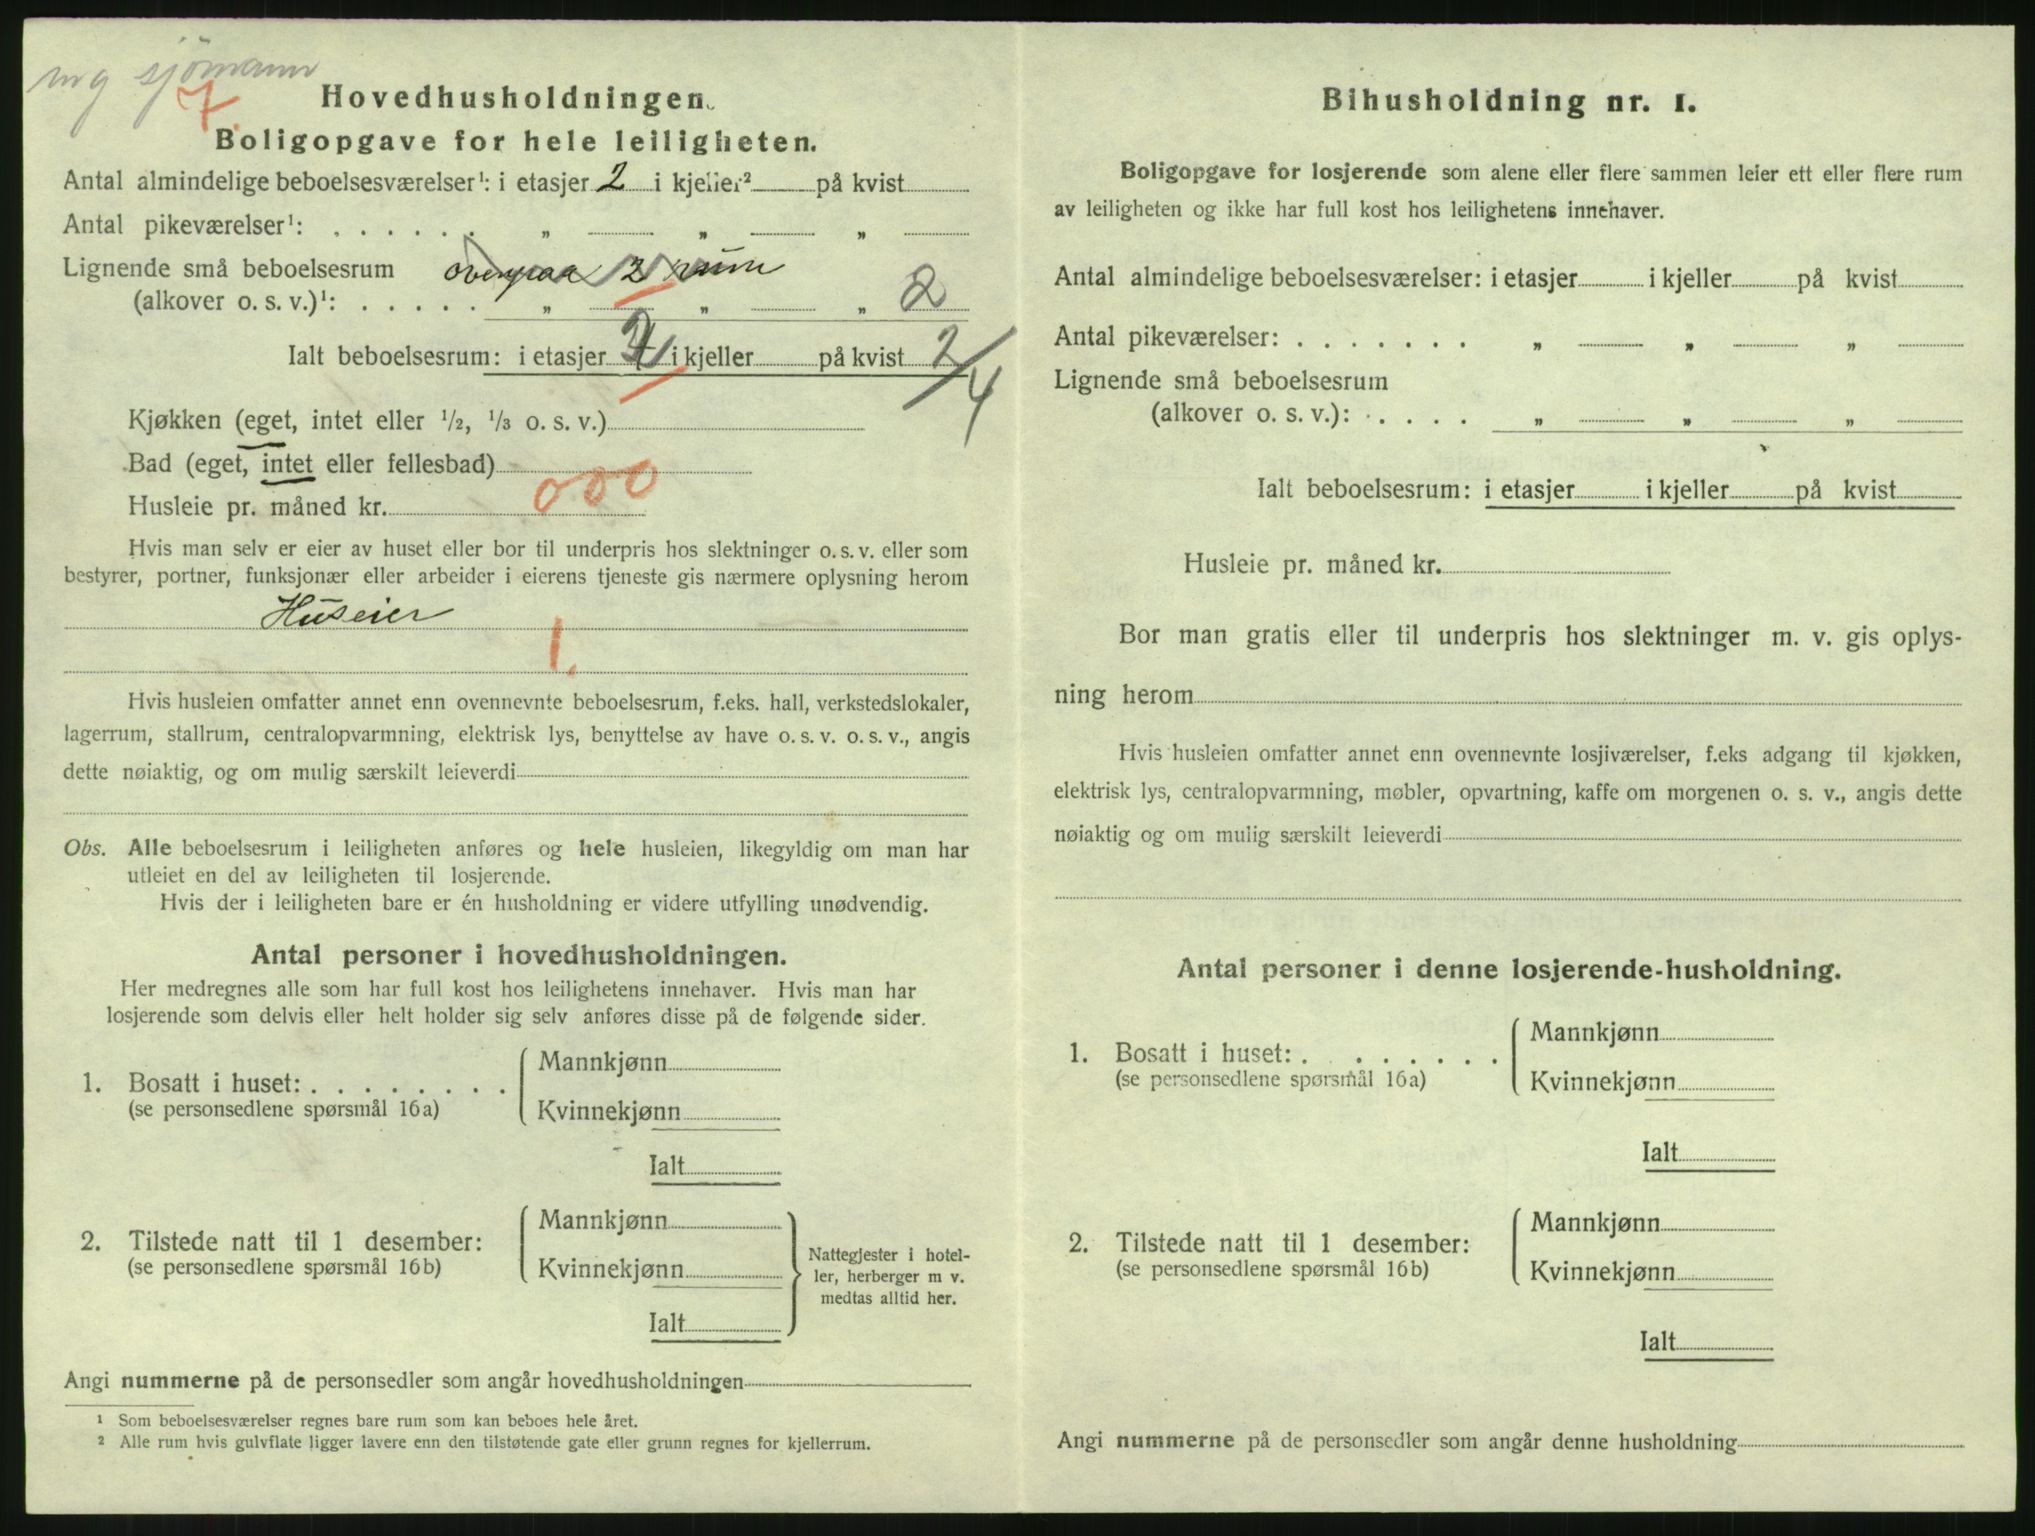 mg sjømann
7.
Hovedhusholdningen.
Boligopgave for hele leiligheten.
Antal almindelige beboelsesværelser¹: i etasjer 2 i kjeller² på kvist
Antal pikeværelser¹: . . . . . . „ „ „
Lignende små beboelsesrum ovenpaa 2 rum
(alkover o. s. v.)¹: . . . . . „ „ „ 2
Ialt beboelsesrum: i etasjer 2 i kjeller på kvist 2/4
Kjøkken (eget, intet eller 1/2, 1/3 o. s. v.)
Bad (eget, intet eller fellesbad)
Husleie pr. måned kr. 000
Hvis man selv er eier av huset eller bor til underpris hos slektninger o. s. v. eller som
bestyrer, portner, funksjonær eller arbeider i eierens tjeneste gis nærmere oplysning herom
Huseier
1.
Hvis husleien omfatter annet enn ovennevnte beboelsesrum, f.eks. hall, verkstedslokaler,
lagerrum, stallrum, centralopvarmning, elektrisk lys, benyttelse av have o. s. v. o. s. v., angis
dette nøiaktig, og om mulig særskilt leieverdi
Obs. Alle beboelsesrum i leiligheten anføres og hele husleien, likegyldig om man har
utleiet en del av leiligheten til losjerende.
Hvis der i leiligheten bare er én husholdning er videre utfylling unødvendig.
Antal personer i hovedhusholdningen.
Her medregnes alle som har full kost hos leilighetens innehaver. Hvis man har
losjerende som delvis eller helt holder sig selv anføres disse på de følgende sider.
1. Bosatt i huset: . . . . . . . . Mannkjønn
(se personsedlene spørsmål 16a) Kvinnekjønn
Ialt
2. Tilstede natt til 1 desember: Mannkjønn
(se personsedlene spørsmål 16b) Kvinnekjønn
Ialt
Nattegjester i hotel-
ler, herberger m v.
medtas alltid her.
Angi nummerne på de personsedler som angår hovedhusholdningen
¹ Som beboelsesværelser regnes bare rum som kan beboes hele året.
² Alle rum hvis gulvflate ligger lavere enn den tilstøtende gate eller grunn regnes for kjellerrum.
Bihusholdning nr. 1.
Boligopgave for losjerende som alene eller flere sammen leier ett eller flere rum
av leiligheten og ikke har full kost hos leilighetens innehaver.
Antal almindelige beboelsesværelser: i etasjer i kjeller på kvist
Antal pikeværelser: . . . . . . . „ „ „
Lignende små beboelsesrum
(alkover o. s. v.): . . . . „ „ „
Ialt beboelsesrum: i etasjer i kjeller på kvist
Husleie pr. måned kr.
Bor man gratis eller til underpris hos slektninger m. v. gis oplys-
ning herom
Hvis husleien omfatter annet enn ovennevnte losjiværelser, f.eks adgang til kjøkken,
elektrisk lys, centralopvarmning, møbler, opvartning, kaffe om morgenen o. s. v., angis dette
nøiaktig og om mulig særskilt leieverdi
Antal personer i denne losjerende-husholdning.
1. Bosatt i huset: . . . . . . . Mannkjønn
(se personsedlene spørsmål 16a) Kvinnekjønn
Ialt
2. Tilstede natt til 1 desember: Mannkjønn
(se personsedlene spørsmål 16b) Kvinnekjønn
Ialt
Angi nummerne på de personsedler som angår denne husholdning